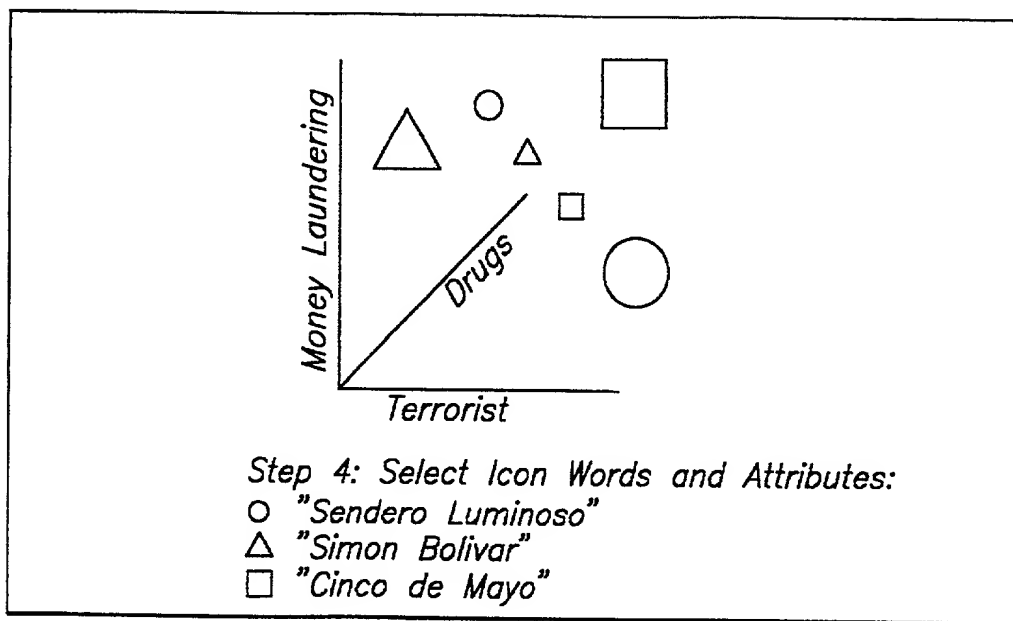 Money Laundering
Drugs
Terrorist
Step 4: Select Icon Words and Attributes:
"Sendero Luminoso"
"Simon Bolivar"
"Cinco de Mayo"